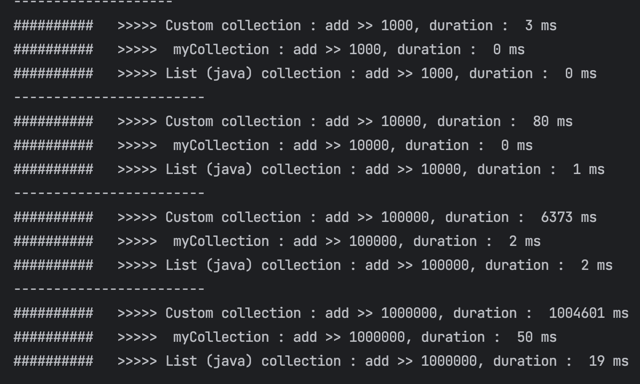 --------------------
##########   >>>>> Custom collection : add >> 1000, duration :  3 ms
##########   >>>>>  myCollection : add >> 1000, duration :  0 ms
##########   >>>>> List (java) collection : add >> 1000, duration :  0 ms
------------------------
##########   >>>>> Custom collection : add >> 10000, duration :  80 ms
##########   >>>>>  myCollection : add >> 10000, duration :  0 ms
##########   >>>>> List (java) collection : add >> 10000, duration :  1 ms
------------------------
##########   >>>>> Custom collection : add >> 100000, duration :  6373 ms
##########   >>>>>  myCollection : add >> 100000, duration :  2 ms
##########   >>>>> List (java) collection : add >> 100000, duration :  2 ms
------------------------
##########   >>>>> Custom collection : add >> 1000000, duration :  1004601 ms
##########   >>>>>  myCollection : add >> 1000000, duration :  50 ms
##########   >>>>> List (java) collection : add >> 1000000, duration :  19 ms